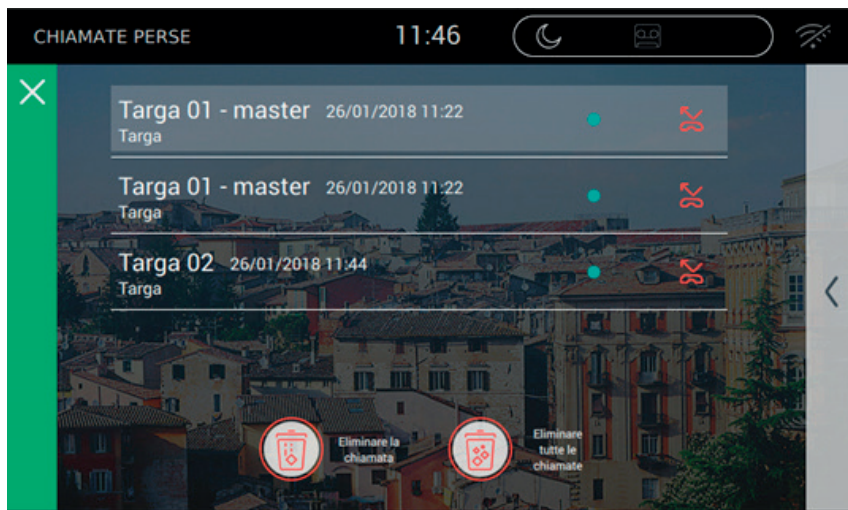 CHIAMATE PERSE 11:46
Targa 01 - master 26/01/2018 11:22
Targa
Targa 01 - master 26/01/2018 11:22
Targa
Targa 02 26/01/2018 11:44
Targa
Eliminare la
chiamata
Eliminare
tutte le
chiamate